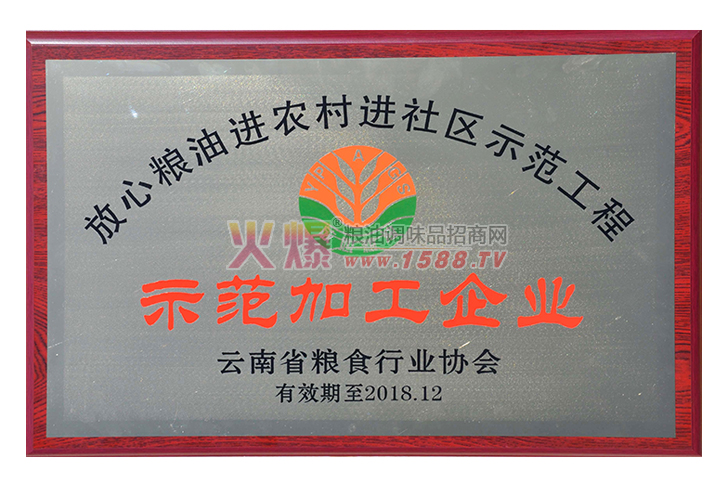 放心粮油进农村进社区示范工程
YPAGS
火爆®粮油调味品招商网
www.1588.TV
示范加工企业
云南省粮食行业协会
有效期至2018.12